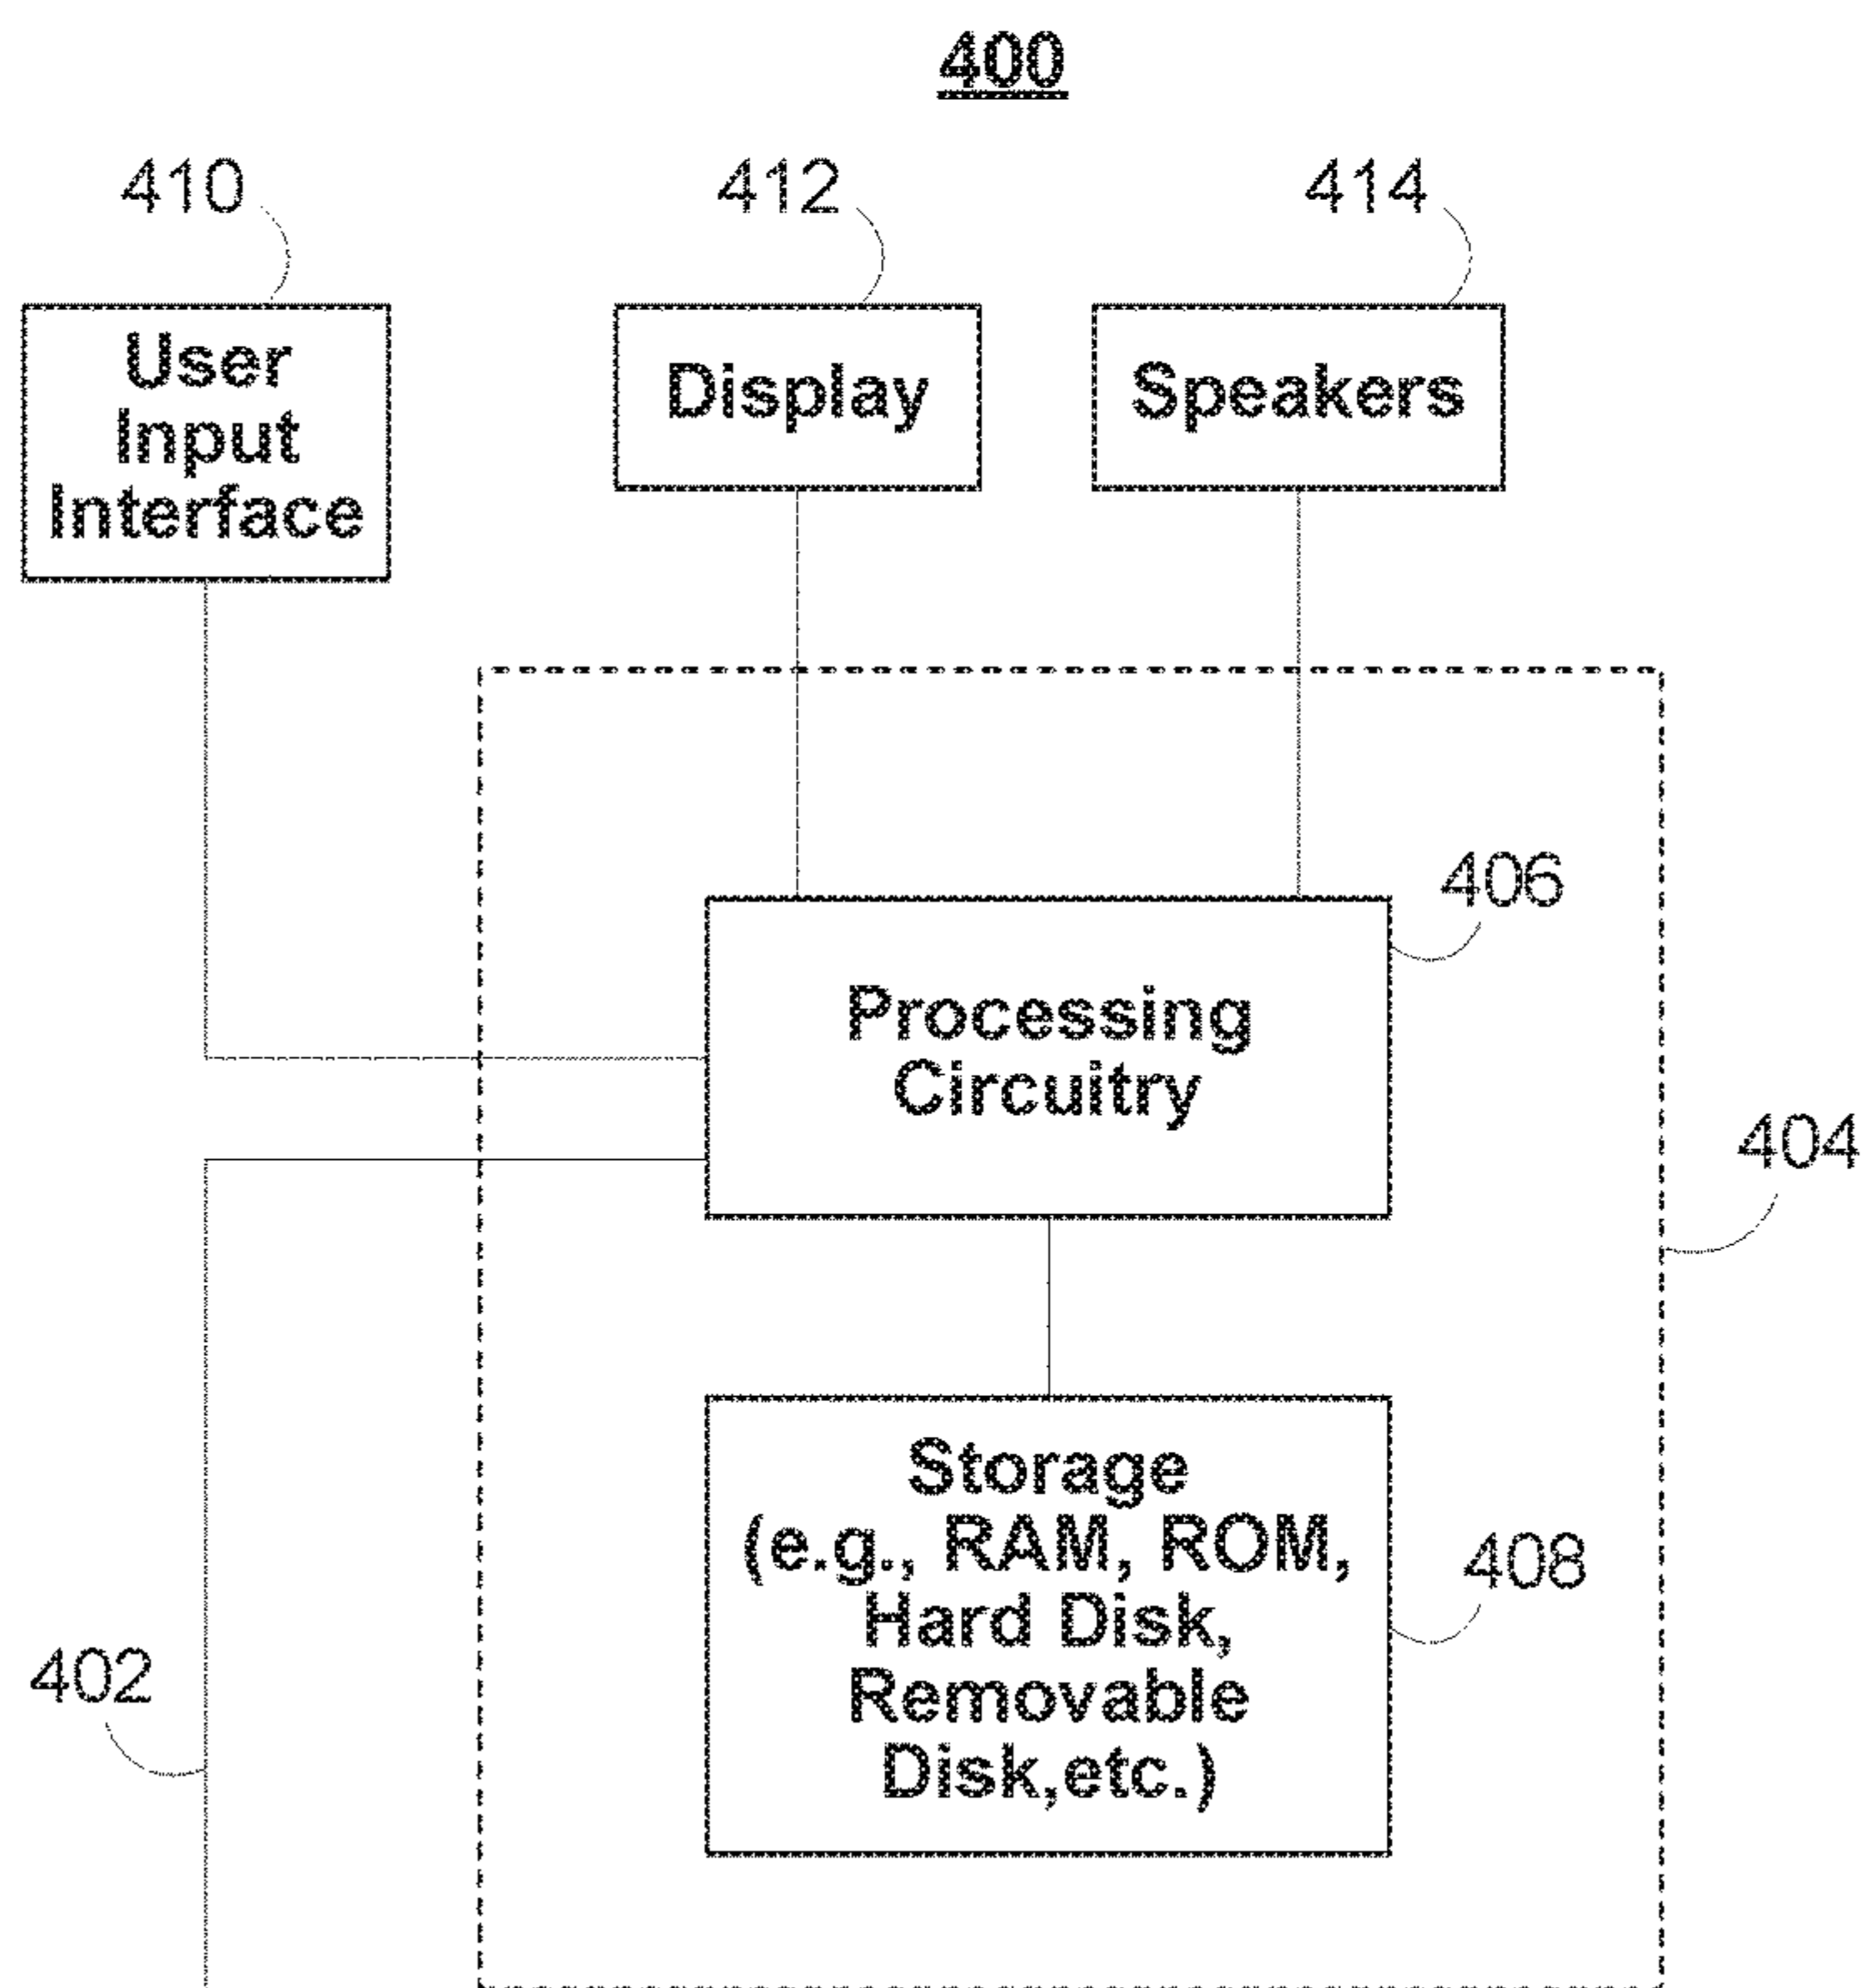 400
410
412
414
User
Input
Interface
Display
Speakers
406
Processing
Circuitry
404
Storage
(e.g., RAM, ROM,
Hard Disk,
Removable
Disk,etc.)
408
402